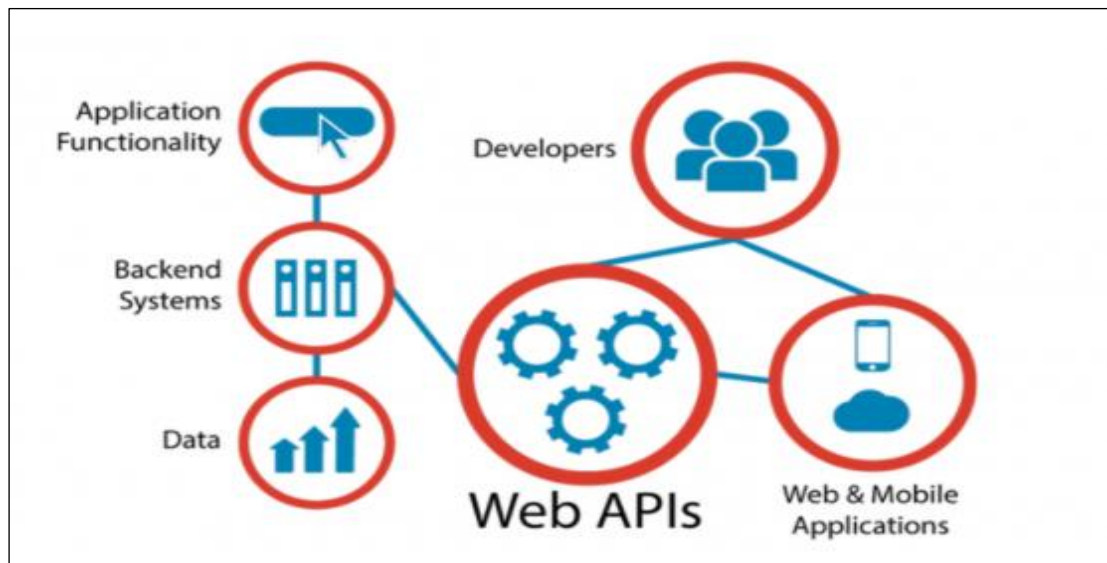 Application
Functionality
Developers
Backend
Systems
Data
Web APIs
Web & Mobile
Applications